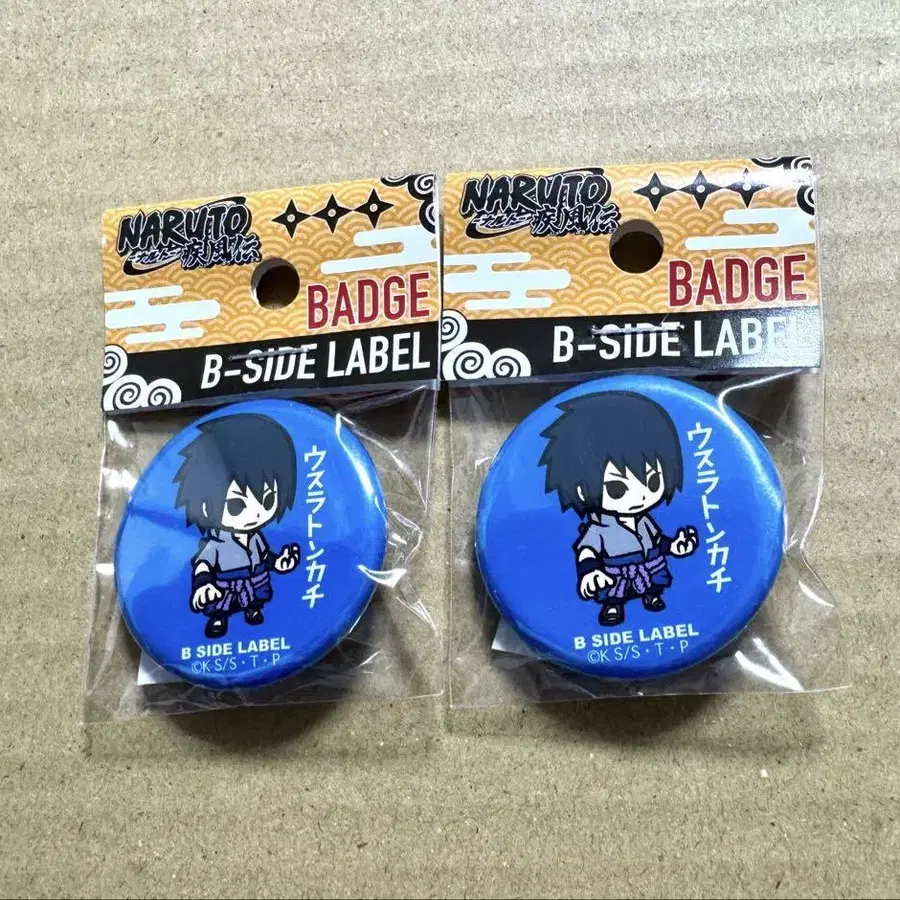 NARUTO
-ナルト-
疾風伝
BADGE
B-SIDE LABEL
ウスラトンカチ
B SIDE LABEL
©K S/S・T・P
NARUTO
-ナルト-
疾風伝
BADGE
B-SIDE LABEL
ウスラトンカチ
B SIDE LABEL
©K S/S・T・P